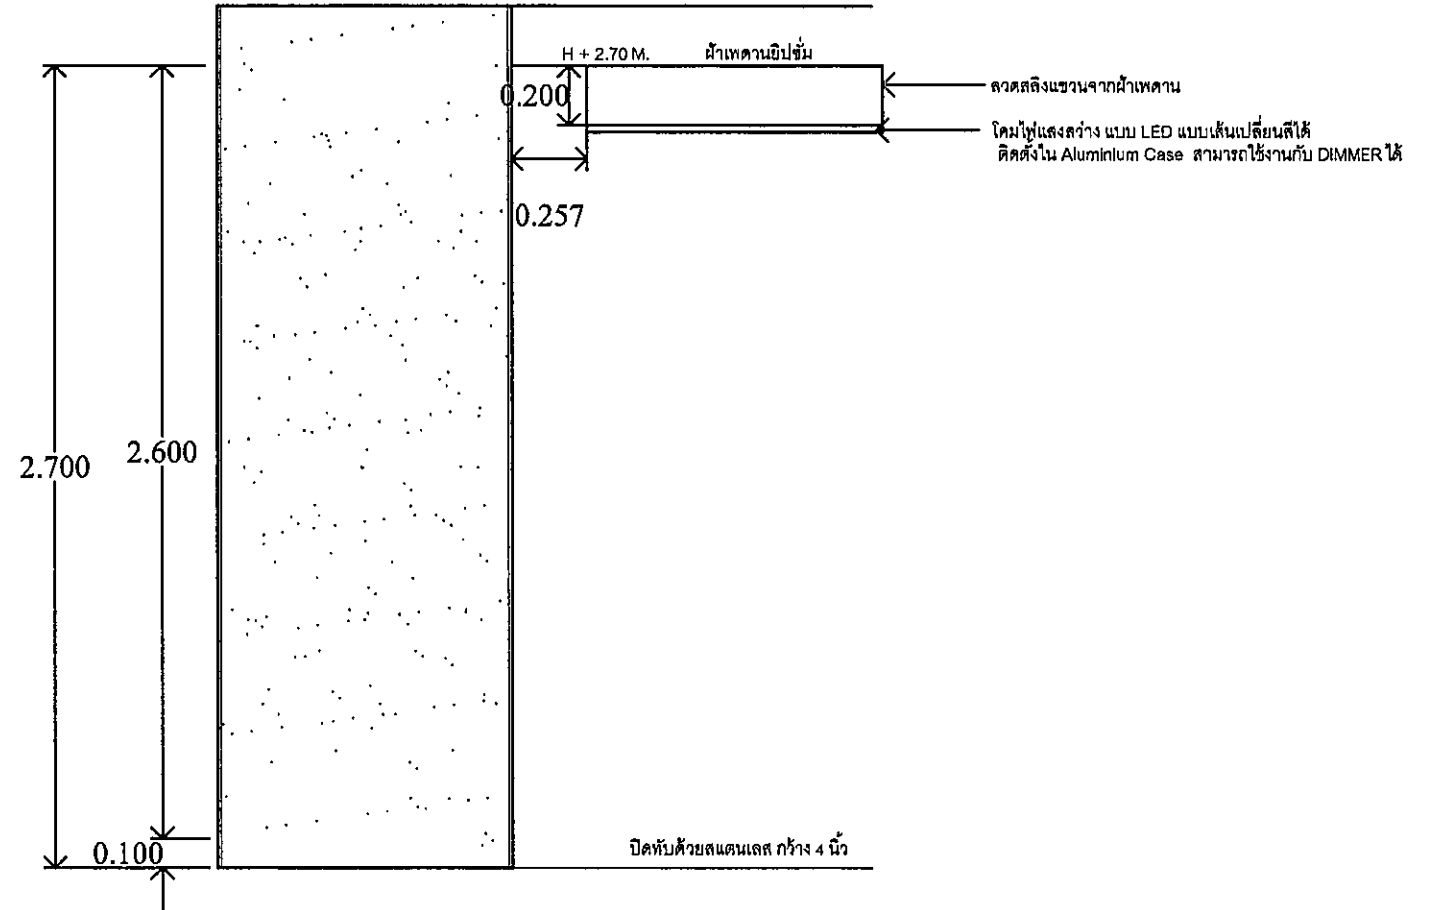 H + 2.70 M. ฝ้าเพดานยิปซั่ม
0.200
ลวดสลิงแขวนจากฝ้าเพดาน
โคมไฟแสงสว่าง แบบ LED แบบเส้นเปลี่ยนสีได้
ติดตั้งใน Aluminium Case สามารถใช้งานกับ DIMMER ได้
0.257
2.700
2.600
0.100
ปิดทับด้วยสแตนเลส กว้าง 4 นิ้ว